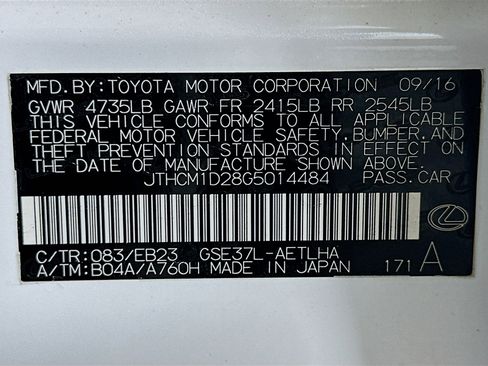 MFD.BY:TOYOTA MOTOR CORPORATION 09/16
GVWR 4735LB GAWR FR 2415LB RR 2545LB
THIS VEHICLE CONFORMS TO ALL APPLICABLE
FEDERAL MOTOR VEHICLE SAFETY,BUMPER,AND
THEFT PREVENTION STANDARDS IN EFFECT ON
THE DATE OF MANUFACTURE SHOWN ABOVE.
JTHCM1D28G5014484 PASS.CAR
C/TR:083/EB23 GSE37L-AETLHA
A/TM:B04A/A760H MADE IN JAPAN 171 A